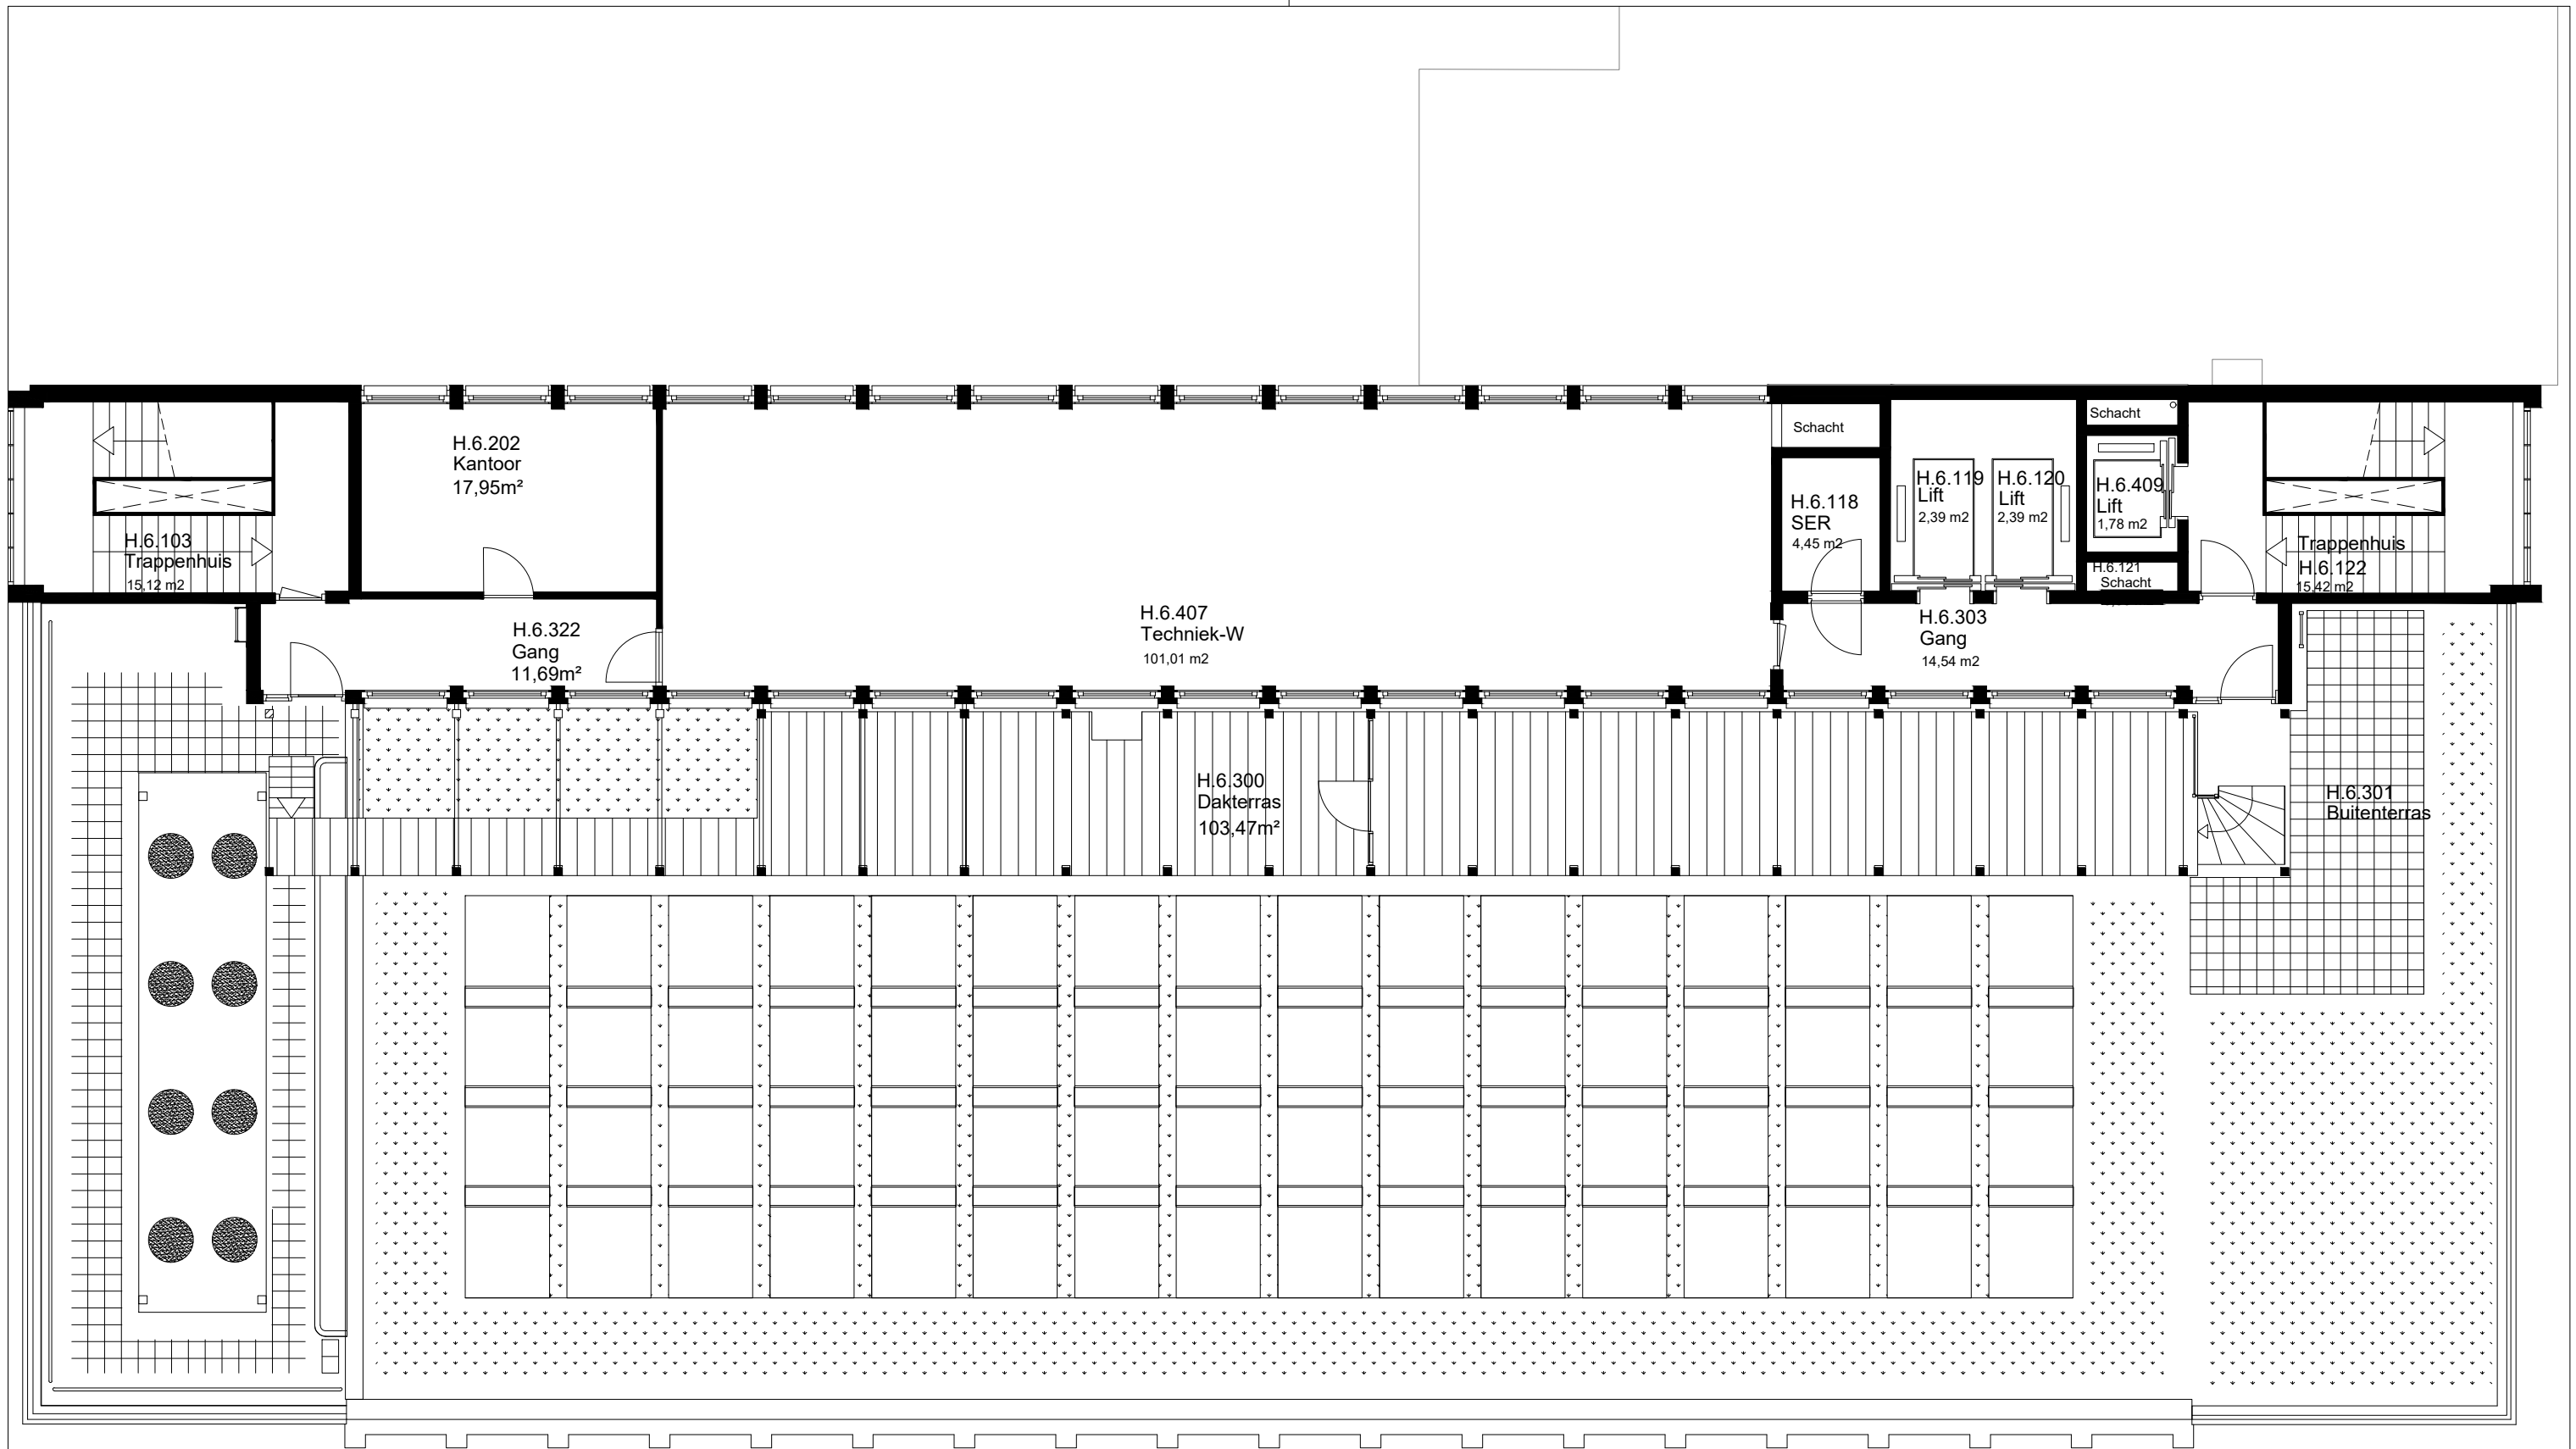 Schacht
Schacht
H.6.202
Kantoor
17,95m²
H.6.119
Lift
2,39 m2
H.6.120
Lift
2,39 m2
H.6.409
Lift
1,78 m2
H.6.118
SER
4,45 m2
H.6.103
Trappenhuis
15,12 m2
Trappenhuis
H.6.122
15,42 m2
H.6.121
Schacht
H.6.407
Techniek-W
101,01 m2
H.6.303
Gang
14,54 m2
H.6.322
Gang
11,69m²
H.6.300
Dakterras
103,47m²
H.6.301
Buitenterras